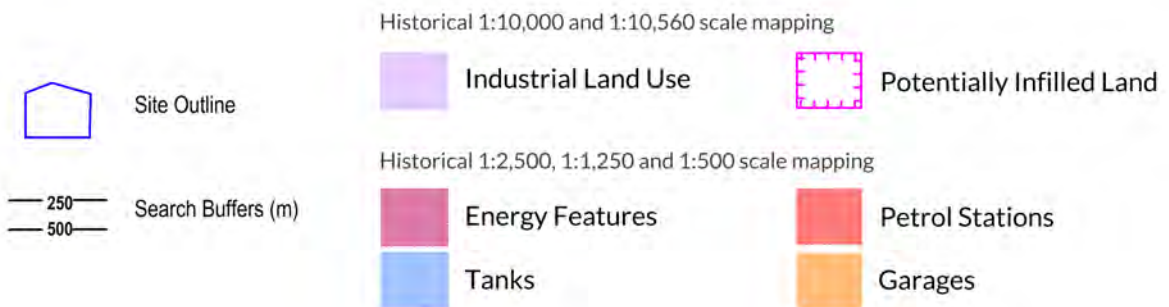 Historical 1:10,000 and 1:10,560 scale mapping
Industrial Land Use
Potentially Infilled Land
Site Outline
Historical 1:2,500, 1:1,250 and 1:500 scale mapping
250
500
Search Buffers (m)
Energy Features
Petrol Stations
Tanks
Garages